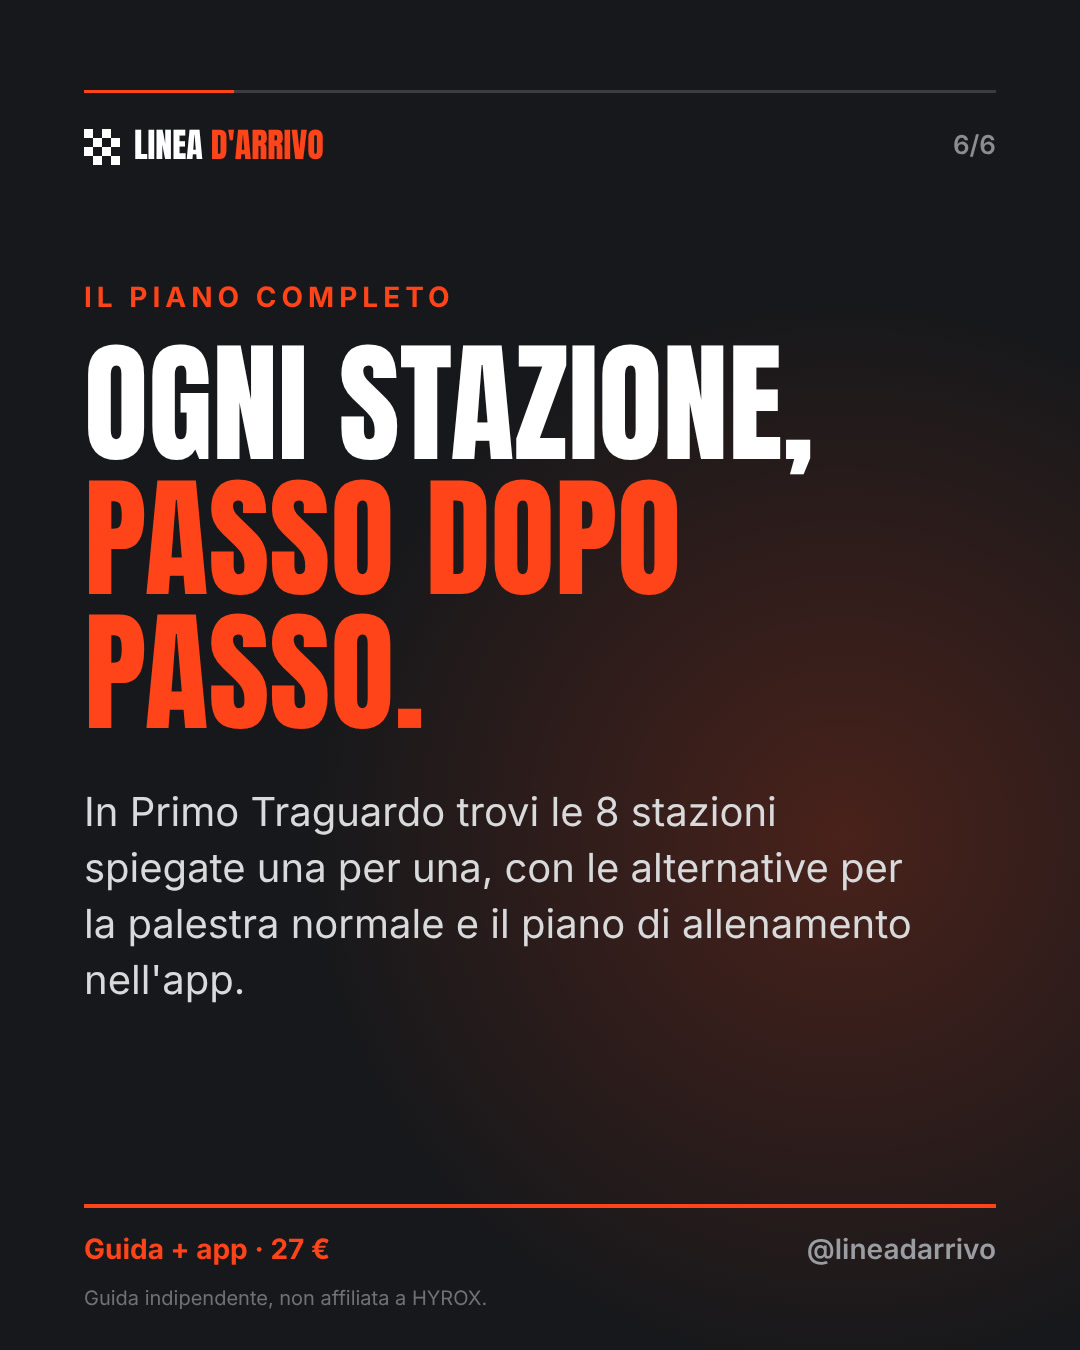 LINEA D'ARRIVO
6/6
IL PIANO COMPLETO
OGNI STAZIONE,
PASSO DOPO
PASSO.
In Primo Traguardo trovi le 8 stazioni
spiegate una per una, con le alternative per
la palestra normale e il piano di allenamento
nell'app.
Guida + app · 27 €
@lineadarrivo
Guida indipendente, non affiliata a HYROX.